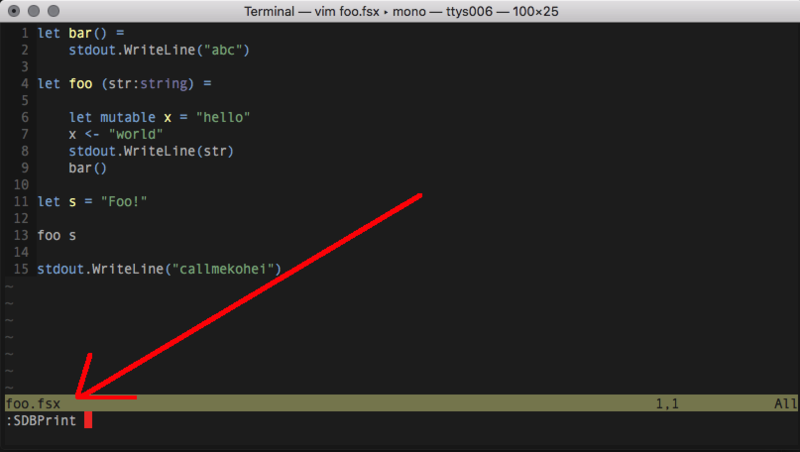 Terminal — vim foo.fsx ‣ mono — ttys006 — 100×25
1 let bar() =
2     stdout.WriteLine("abc")
3
4 let foo (str:string) =
5
6     let mutable x = "hello"
7     x <- "world"
8     stdout.WriteLine(str)
9     bar()
10
11 let s = "Foo!"
12
13 foo s
14
15 stdout.WriteLine("callmekohei")
~
~
~
~
~
~
~
foo.fsx 1,1 All
:SDBPrint